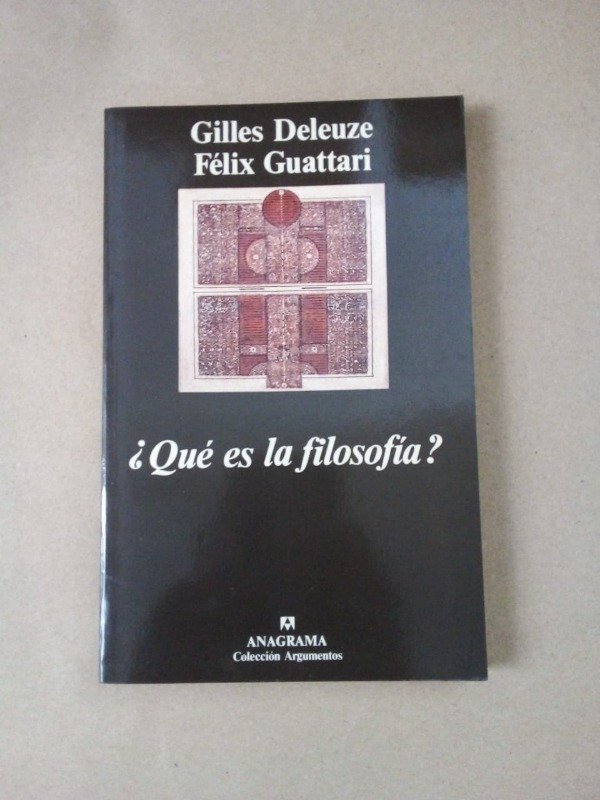 Gilles Deleuze
Félix Guattari
¿Qué es la filosofía?
ANAGRAMA
Colección Argumentos